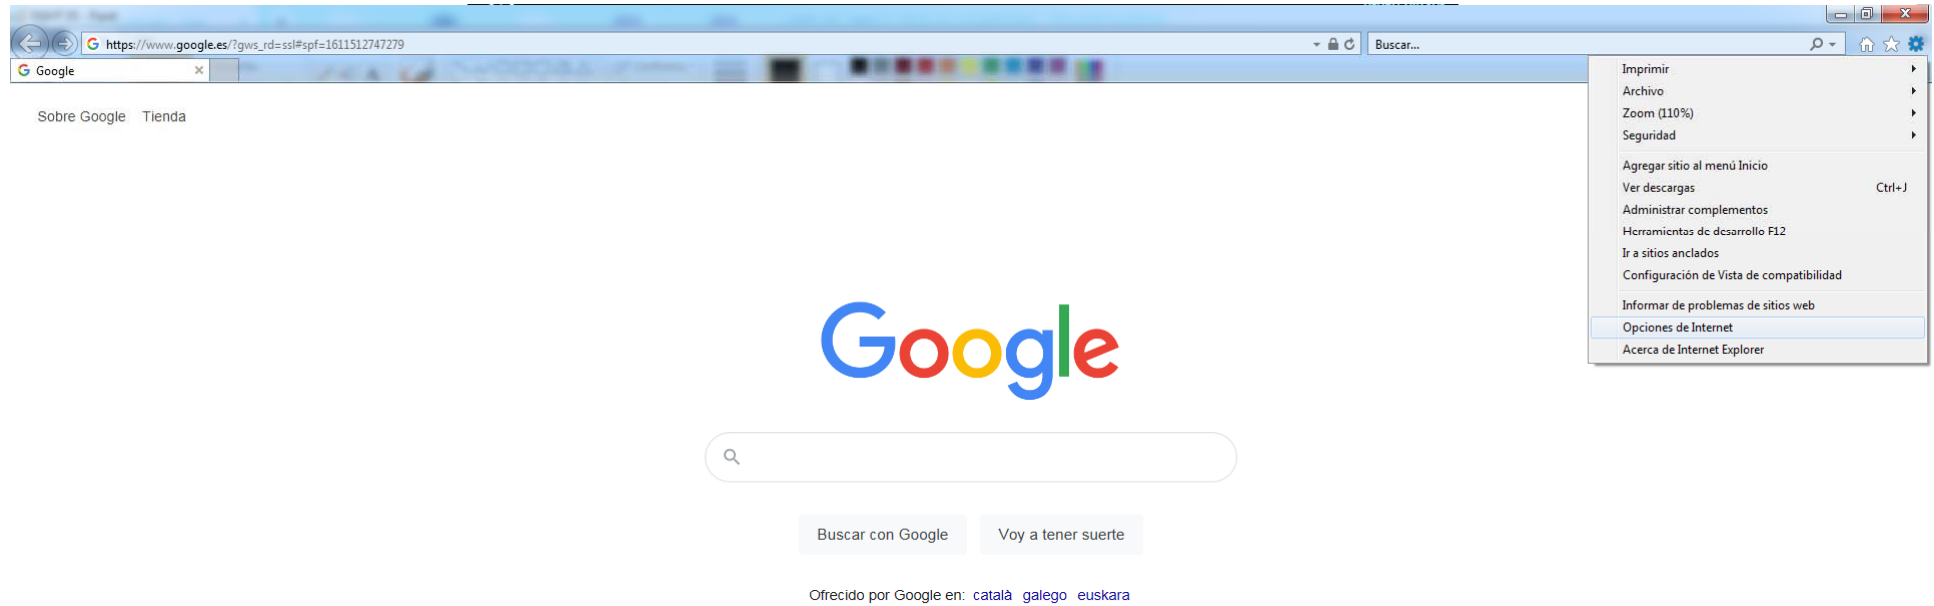 https://www.google.es/?gws_rd=ssl#spf=1611512747279
Buscar...
Google
Sobre Google Tienda
Imprimir
Archivo
Zoom (110%)
Seguridad
Agregar sitio al menú Inicio
Ver descargas Ctrl+J
Administrar complementos
Herramientas de desarrollo F12
Ir a sitios anclados
Configuración de Vista de compatibilidad
Informar de problemas de sitios web
Opciones de Internet
Acerca de Internet Explorer
Google
Buscar con Google Voy a tener suerte
Ofrecido por Google en: català galego euskara